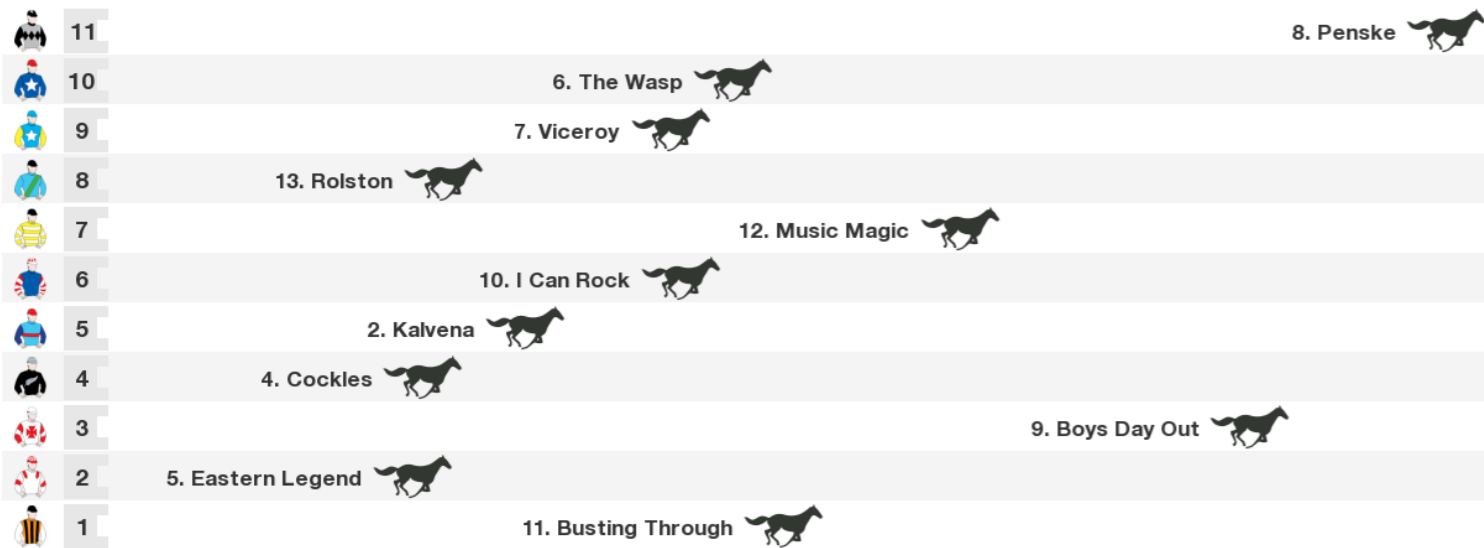 11 8. Penske
10 6. The Wasp
9 7. Viceroy
8 13. Rolston
7 12. Music Magic
6 10. I Can Rock
5 2. Kalvena
4 4. Cockles
3 9. Boys Day Out
2 5. Eastern Legend
1 11. Busting Through